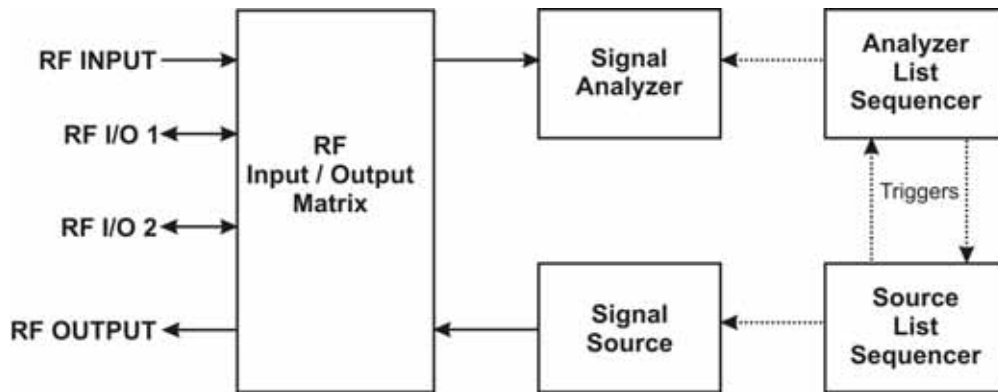 RF INPUT
RF I/O 1
RF I/O 2
RF OUTPUT
RF
Input / Output
Matrix
Signal
Analyzer
Analyzer
List
Sequencer
Triggers
Signal
Source
Source
List
Sequencer